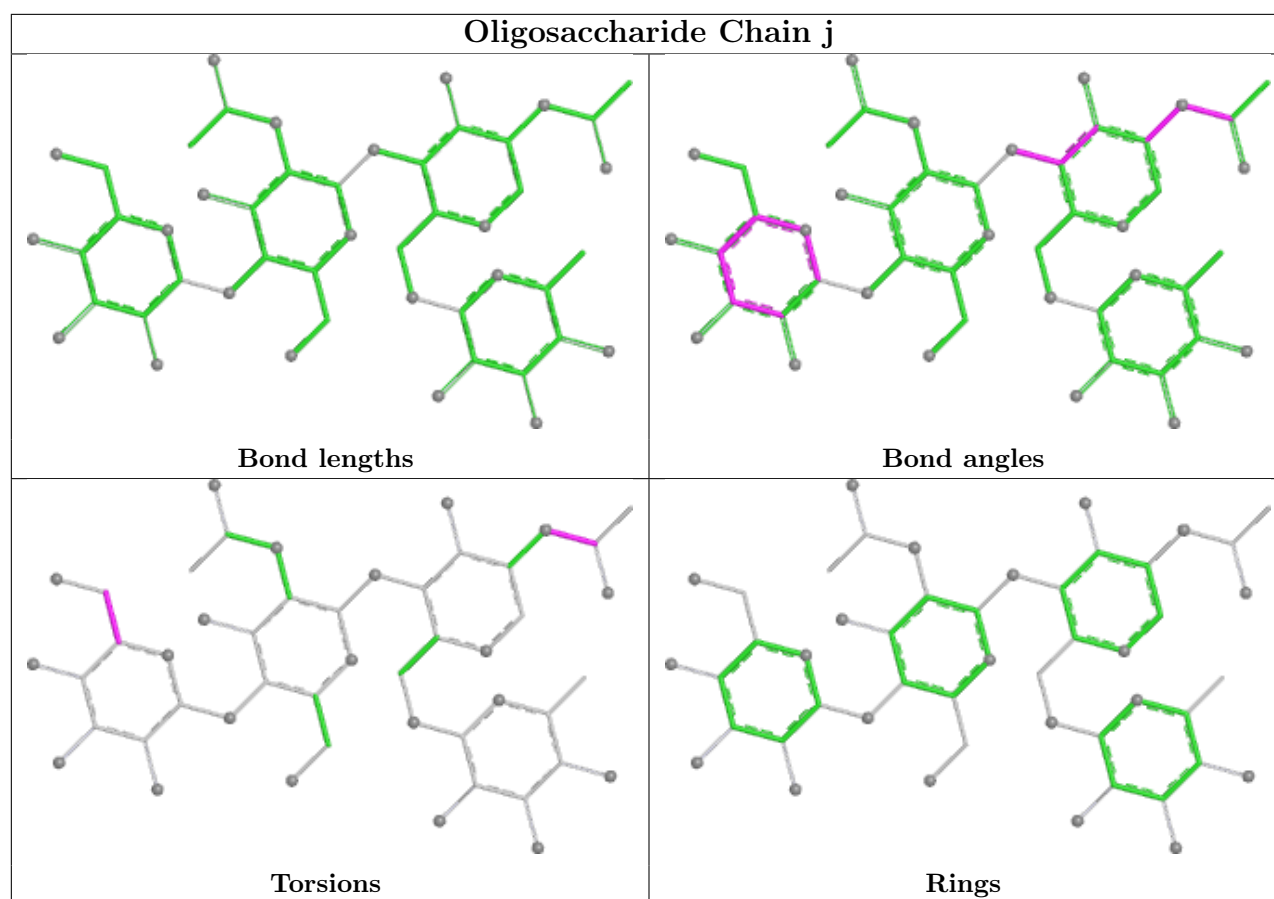 Oligosaccharide Chain j
Bond lengths
Bond angles
Torsions
Rings